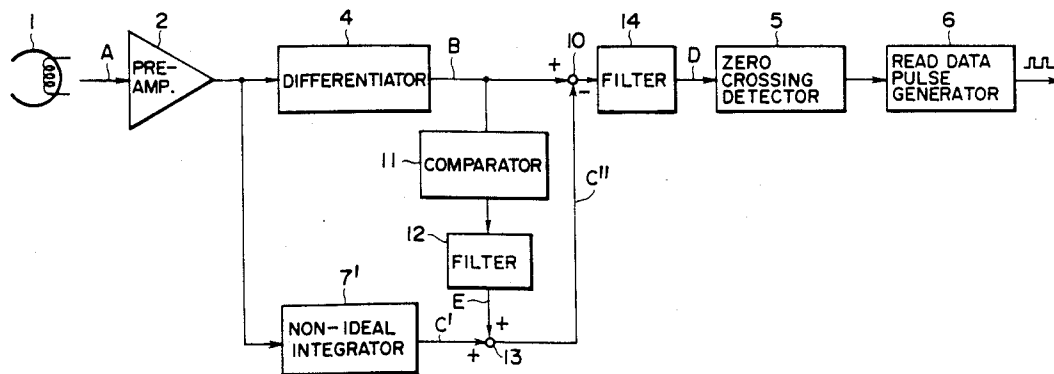 1
A
2
PRE-
AMP.
4
DIFFERENTIATOR
B
+
10
-
14
FILTER
D
5
ZERO
CROSSING
DETECTOR
6
READ DATA
PULSE
GENERATOR
11
COMPARATOR
C"
12
FILTER
E
+
7'
NON-IDEAL
INTEGRATOR
C'
+
13